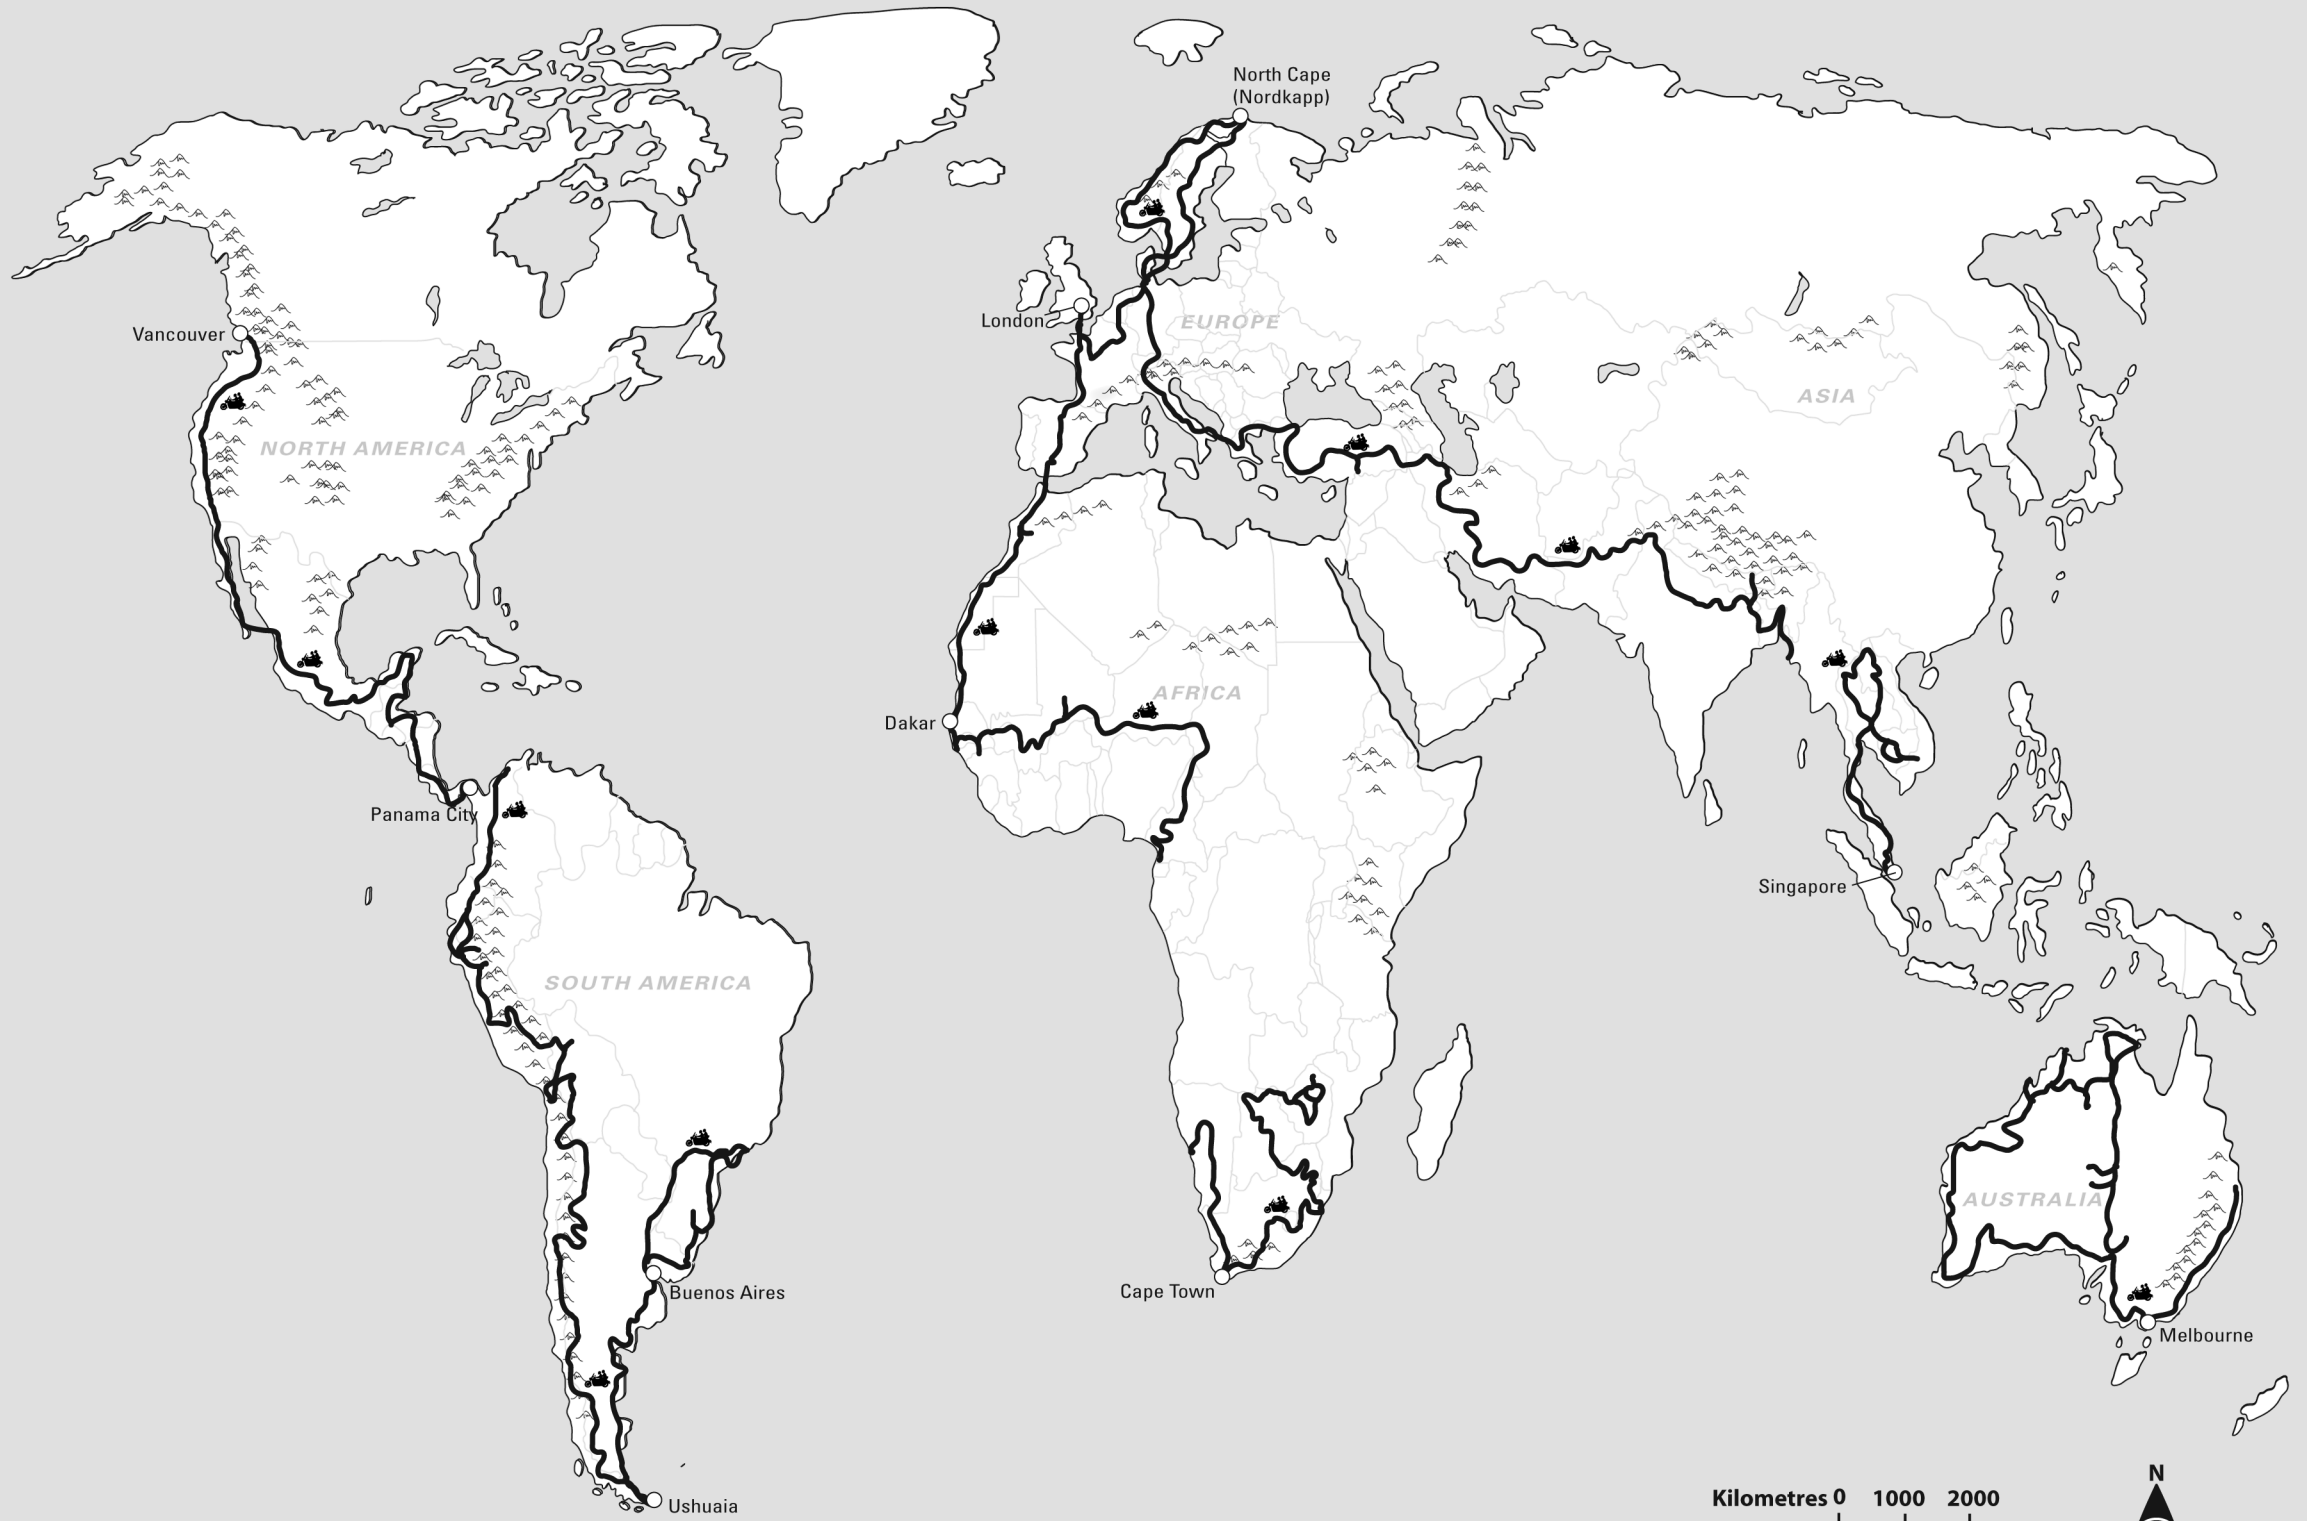 North Cape
(Nordkapp)
London
EUROPE
Vancouver
ASIA
NORTH AMERICA
AFRICA
Dakar
Panama City
Singapore
SOUTH AMERICA
AUSTRALIA
Buenos Aires
Cape Town
Melbourne
N
Kilometres 0 1000 2000
Ushuaia